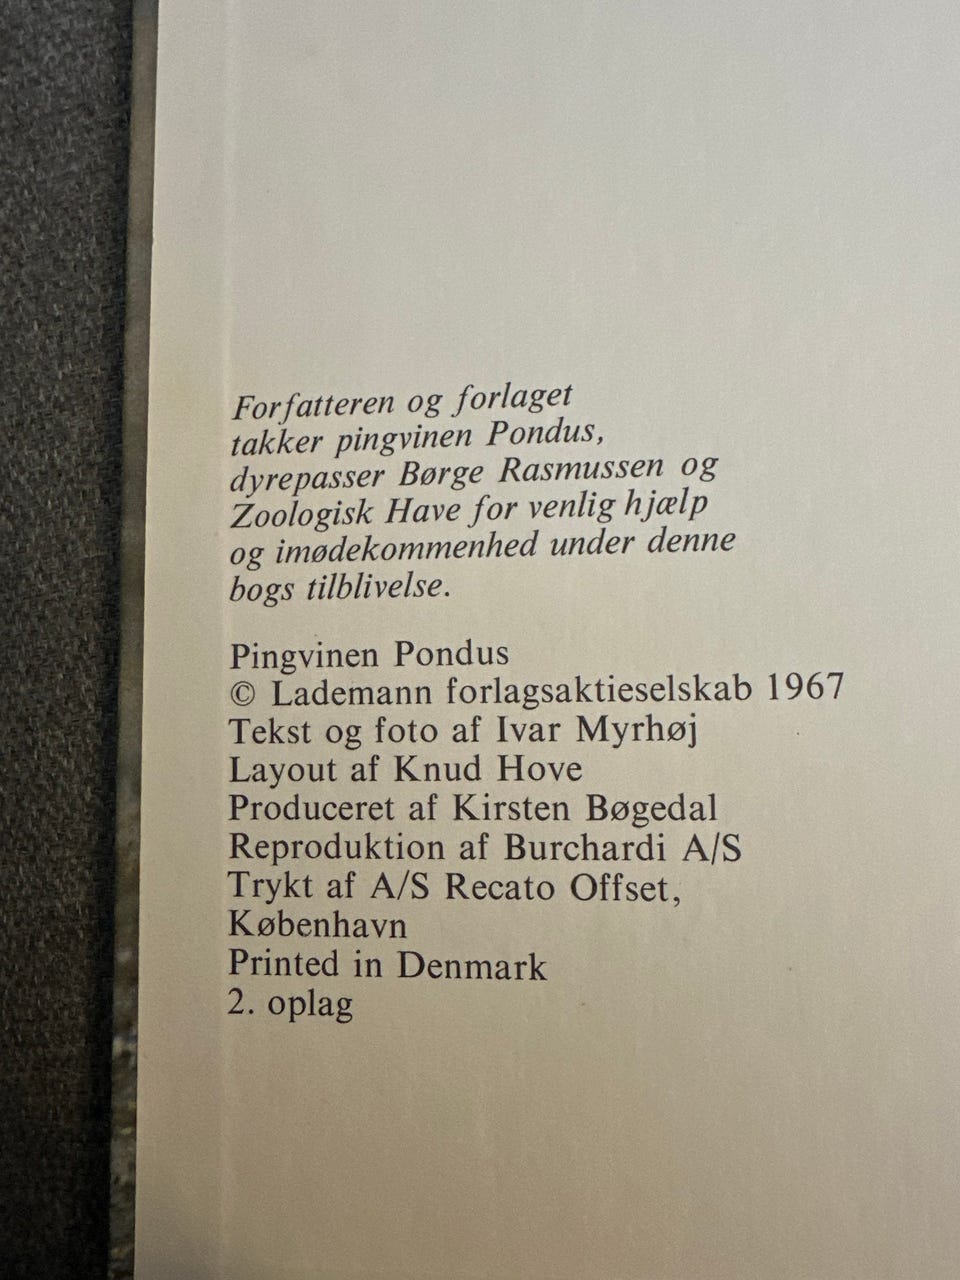 Forfatteren og forlaget
takker pingvinen Pondus,
dyrepasser Børge Rasmussen og
Zoologisk Have for venlig hjælp
og imødekommenhed under denne
bogs tilblivelse.
Pingvinen Pondus
© Lademann forlagsaktieselskab 1967
Tekst og foto af Ivar Myrhøj
Layout af Knud Hove
Produceret af Kirsten Bøgedal
Reproduktion af Burchardi A/S
Trykt af A/S Recato Offset,
København
Printed in Denmark
2. oplag